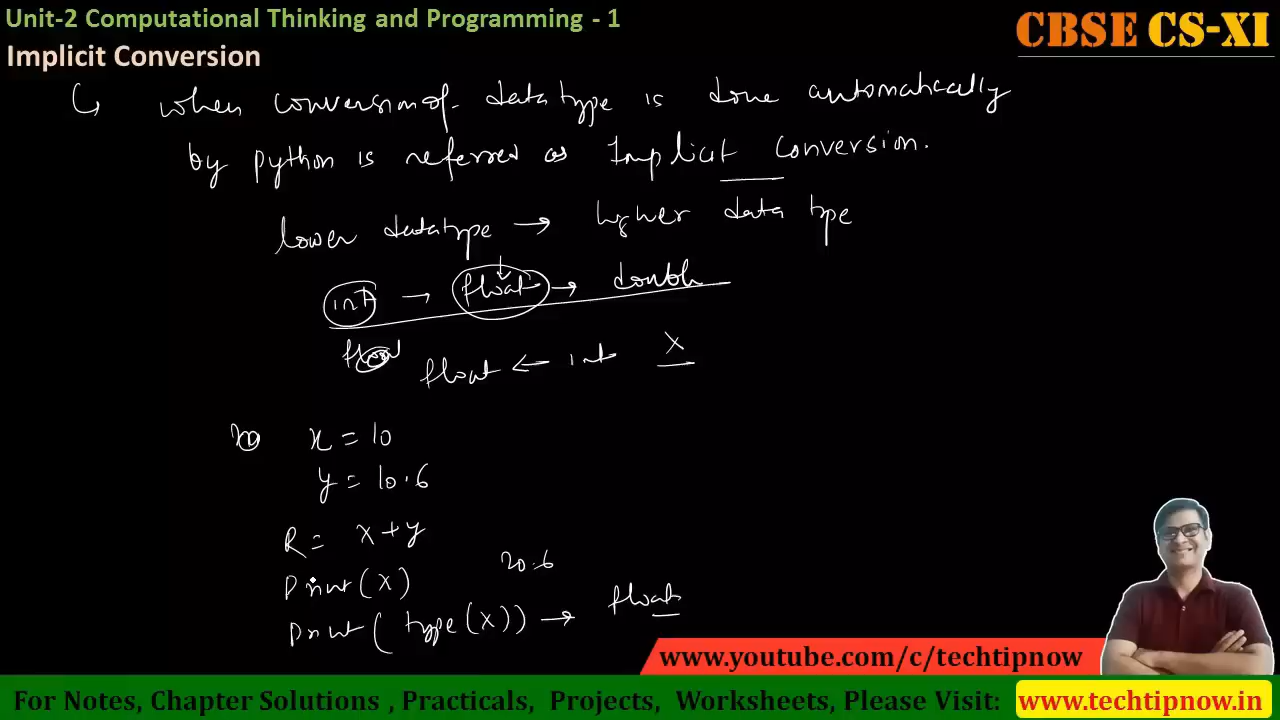 Unit-2 Computational Thinking and Programming - 1
CBSE CS-XI
Implicit Conversion
when conversion of data type is done automatically
by python is referred as Implicit conversion.
lower datatype → higher data type
int → float → double
float ← int X
x = 10
y = 10.6
R = x + y
20.6
Print(x)
Print(type(x)) → float
www.youtube.com/c/techtipnow
For Notes, Chapter Solutions , Practicals, Projects, Worksheets, Please Visit: www.techtipnow.in